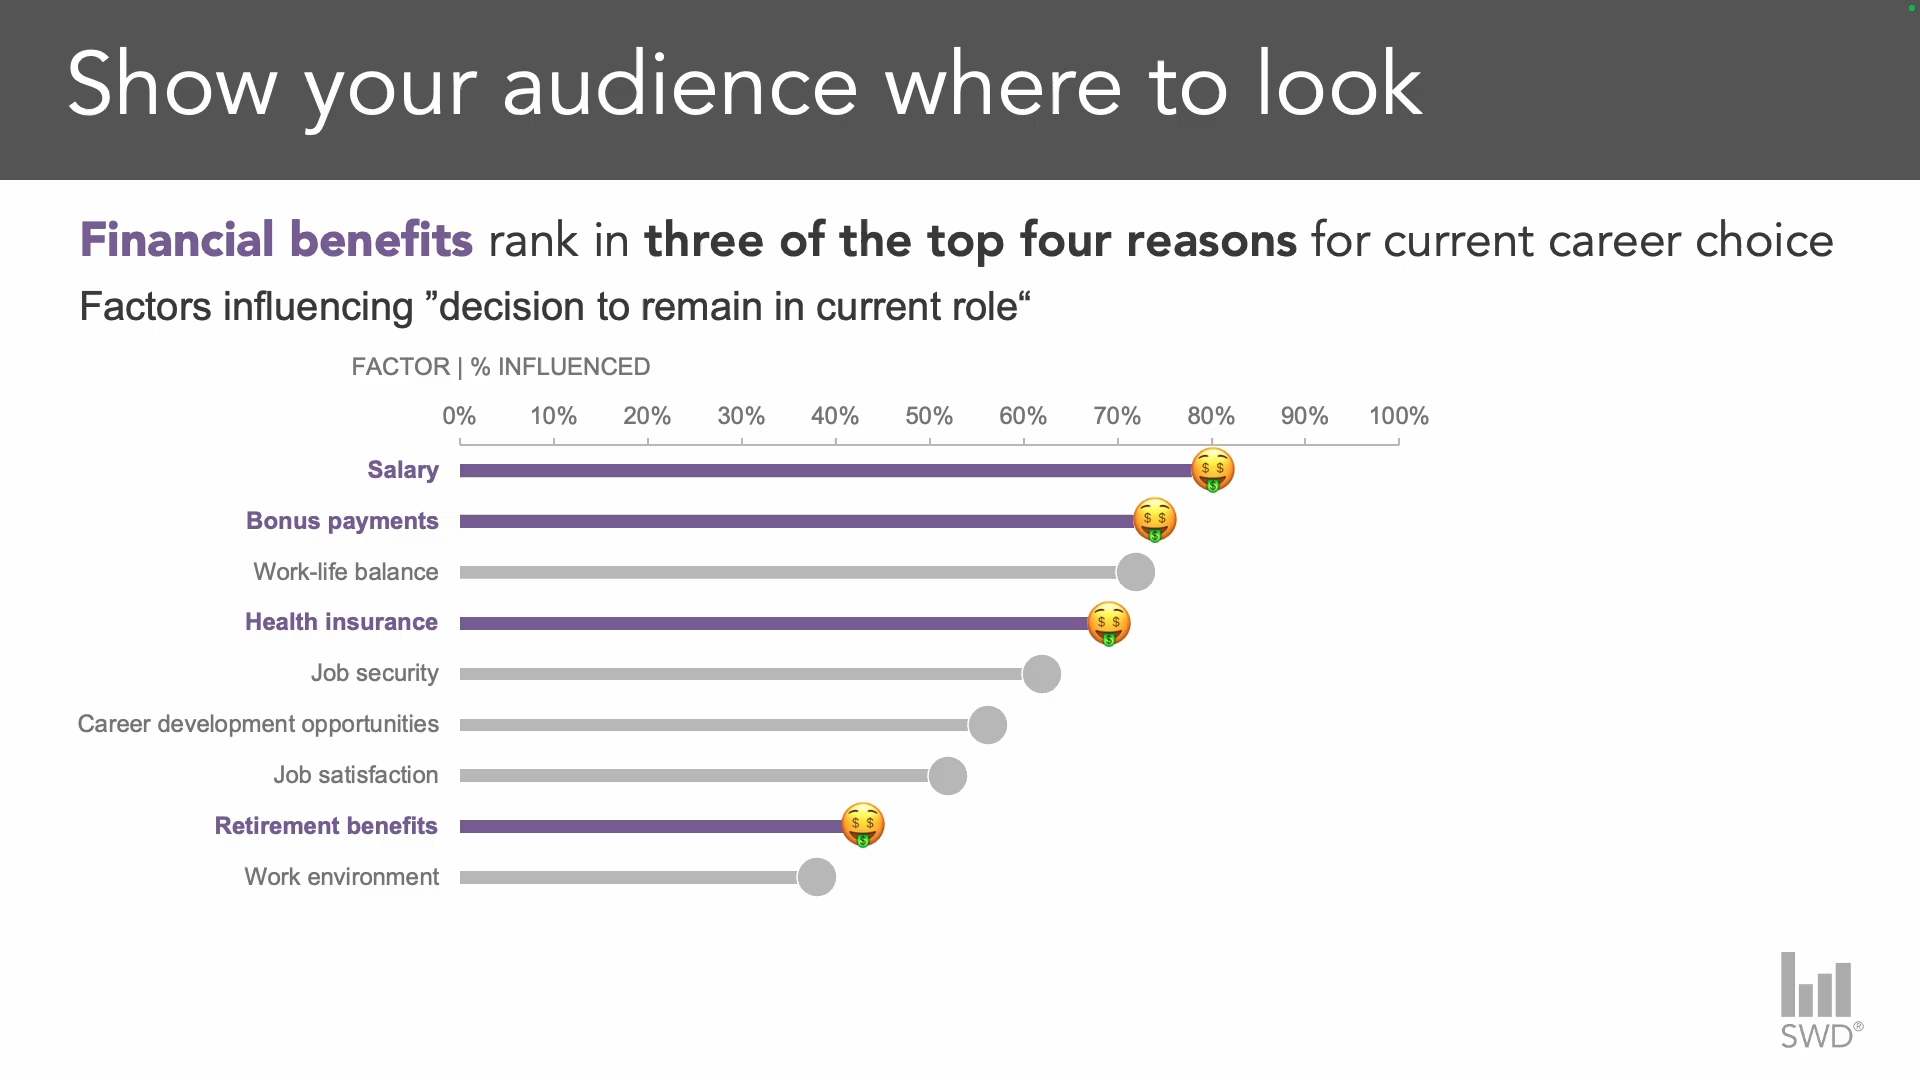 Show your audience where to look
Financial benefits rank in three of the top four reasons for current career choice
Factors influencing ”decision to remain in current role“
FACTOR | % INFLUENCED
0% 10% 20% 30% 40% 50% 60% 70% 80% 90% 100%
Salary
Bonus payments
Work-life balance
Health insurance
Job security
Career development opportunities
Job satisfaction
Retirement benefits
Work environment
SWD®